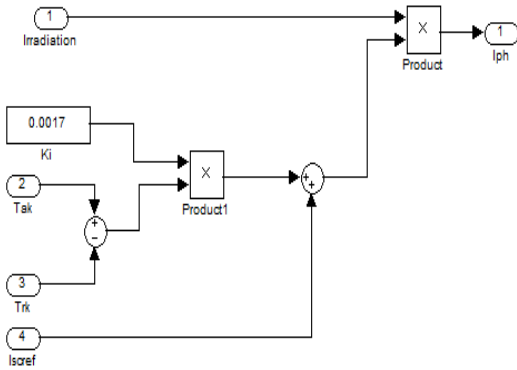 1
Irradiation
X
Product
1
Iph
0.0017
Ki
X
Product1
+
+
2
Tak
+
−
3
Trk
4
Iscref